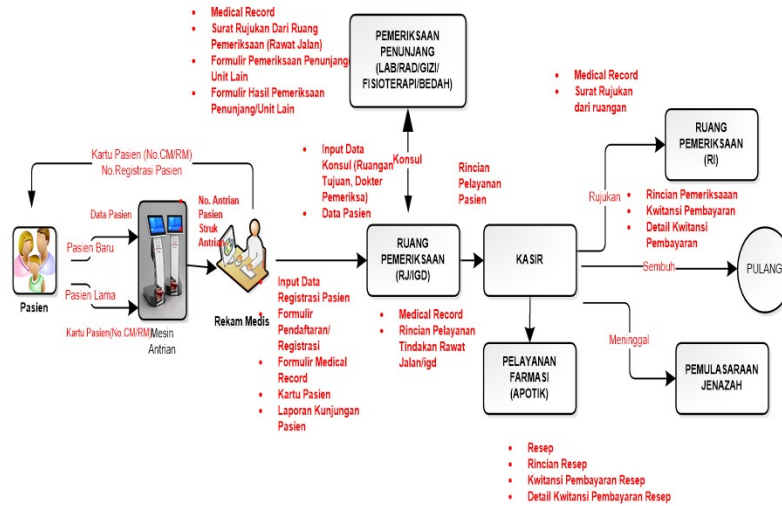 • Medical Record
• Surat Rujukan Dari Ruang
Pemeriksaan (Rawat Jalan)
• Formulir Pemeriksaan Penunjang/
Unit Lain
• Formulir Hasil Pemeriksaan
Penunjang/Unit Lain
PEMERIKSAAN
PENUNJANG
(LAB/RAD/GIZI/
FISIOTERAPI/BEDAH)
• Medical Record
• Surat Rujukan
dari ruangan
RUANG
PEMERIKSAAN
(RI)
Kartu Pasien (No.CM/RM)
No.Registrasi Pasien
• Input Data
Konsul (Ruangan
Tujuan, Dokter
Pemeriksa)
• Data Pasien
Konsul
Rincian
Pelayanan
Pasien
Rujukan
• Rincian Pemeriksaaan
• Kwitansi Pembayaran
• Detail Kwitansi
Pembayaran
Data Pasien
• No. Antrian
Pasien
Struk
Antrian
Pasien Baru
Pasien Lama
Pasien
Kartu Pasien(No.CM/RM)
Mesin
Antrian
Rekam Medis
RUANG
PEMERIKSAAN
(RJ/IGD)
KASIR
Sembuh
PULANG
• Input Data
Registrasi Pasien
• Formulir
Pendaftaran/
Registrasi
• Formulir Medical
Record
• Kartu Pasien
• Laporan Kunjungan
Pasien
• Medical Record
• Rincian Pelayanan
Tindakan Rawat
Jalan/igd
PELAYANAN
FARMASI
(APOTIK)
Meninggal
PEMULASARAAN
JENAZAH
• Resep
• Rincian Resep
• Kwitansi Pembayaran Resep
• Detail Kwitansi Pembayaran Resep